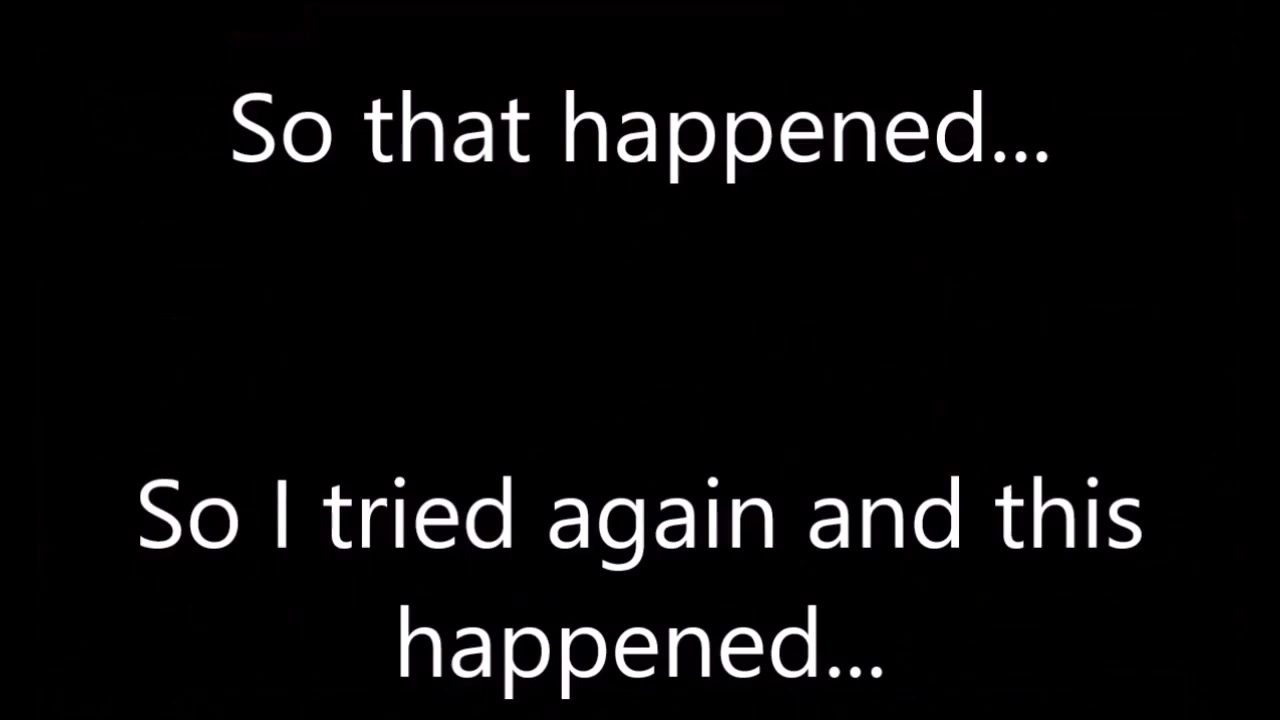 So that happened...
So I tried again and this
happened...